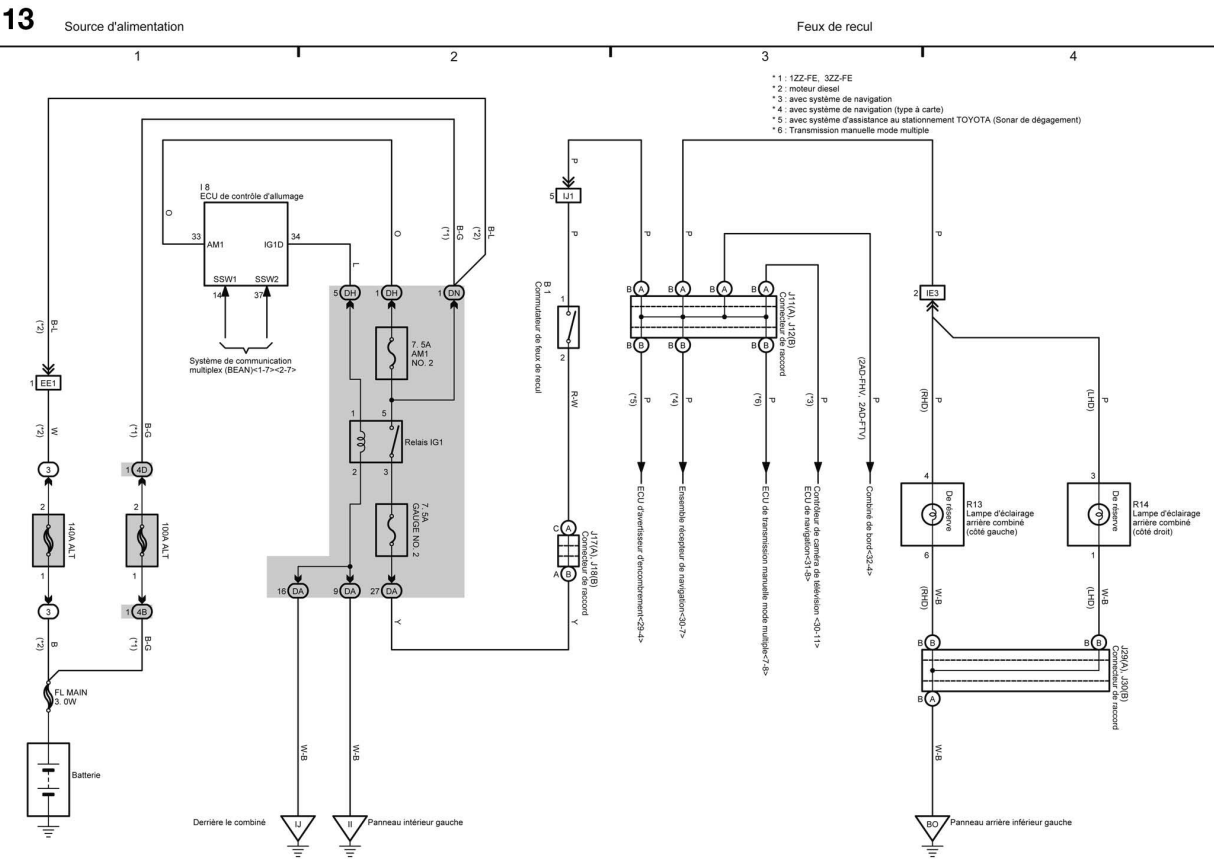 13
Source d'alimentation
Feux de recul
1
2
3
4
* 1 : 1ZZ-FE, 3ZZ-FE
* 2 : moteur diesel
* 3 : avec système de navigation
* 4 : avec système de navigation (type à carte)
* 5 : avec système d'assistance au stationnement TOYOTA (Sonar de dégagement)
* 6 : Transmission manuelle mode multiple
I 8
ECU de contrôle d'allumage
33
AM1
IG1D
34
SSW1
SSW2
14
37
Système de communication
multiplex (BEAN)<1-7><2-7>
O
O
L
B-G
(*1)
B-L
(*2)
5
DH
1
DH
1
DN
7. 5A
AM1
NO. 2
1
5
Relais IG1
2
3
7. 5A
GAUGE NO. 2
16
DA
9
DA
27
DA
Y
W-B
W-B
Derrière le combiné
IJ
II
Panneau intérieur gauche
B-L
(*2)
1
EE1
W
(*2)
3
2
140A ALT
1
3
B
(*2)
B-G
(*1)
1
4D
2
100A ALT
1
1
4B
B-G
(*1)
FL MAIN
3. 0W
Batterie
P
5
IJ1
P
B 1
Commutateur de feux de recul
1
2
R-W
C
A
A
B
J17(A), J18(B)
Connecteur de raccord
Y
P
P
P
B
A
B
A
B
A
B
A
J11(A), J12(B)
Connecteur de raccord
B
B
B
B
B
B
(*5)
P
(*4)
P
(*6)
P
(*3)
P
(2AD-FHV, 2AD-FTV)
P
ECU d'avertisseur d'encombrement<29-4>
Ensemble récepteur de navigation<30-7>
ECU de transmission manuelle mode multiple<7-8>
Contrôleur de caméra de télévision <30-11>
ECU de navigation<31-8>
Combiné de bord<32-4>
P
2
IE3
(RHD)
P
(LHD)
P
4
De réserve
R13
Lampe d'éclairage
arrière combiné
(côté gauche)
6
3
De réserve
R14
Lampe d'éclairage
arrière combiné
(côté droit)
1
(RHD)
W-B
(LHD)
W-B
B
B
B
B
J29(A), J30(B)
Connecteur de raccord
B
A
W-B
BO
Panneau arrière inférieur gauche